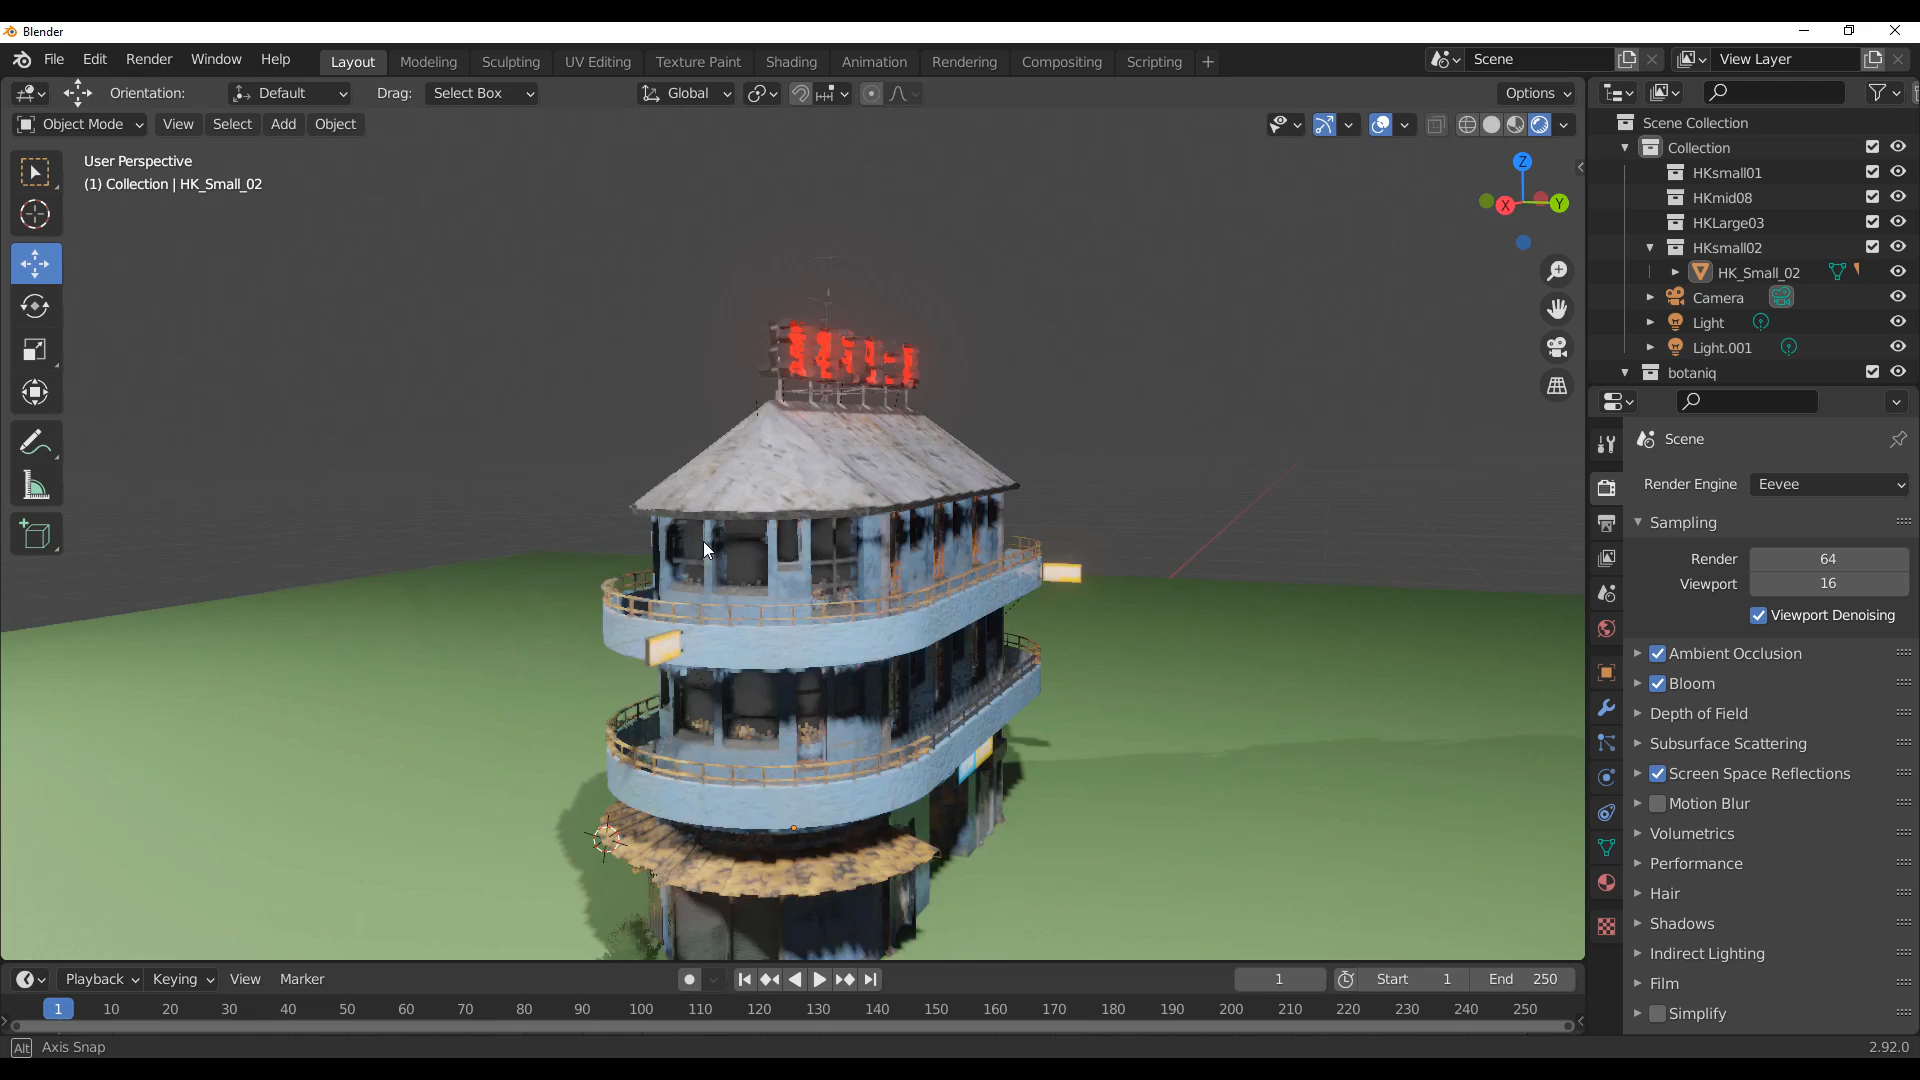 Blender
File Edit Render Window Help Layout Modeling Sculpting UV Editing Texture Paint Shading Animation Rendering Compositing Scripting + Scene View Layer
Orientation: Default Drag: Select Box Global Options
Object Mode View Select Add Object
User Perspective
(1) Collection | HK_Small_02
Z
X
Y
Scene Collection
Collection
HKsmall01
HKmid08
HKLarge03
HKsmall02
HK_Small_02
Camera
Light
Light.001
botaniq
Scene
Render Engine Eevee
Sampling
Render 64
Viewport 16
Viewport Denoising
Ambient Occlusion
Bloom
Depth of Field
Subsurface Scattering
Screen Space Reflections
Motion Blur
Volumetrics
Performance
Hair
Shadows
Indirect Lighting
Film
Simplify
Playback Keying View Marker 1 Start 1 End 250
1 10 20 30 40 50 60 70 80 90 100 110 120 130 140 150 160 170 180 190 200 210 220 230 240 250
Alt Axis Snap 2.92.0